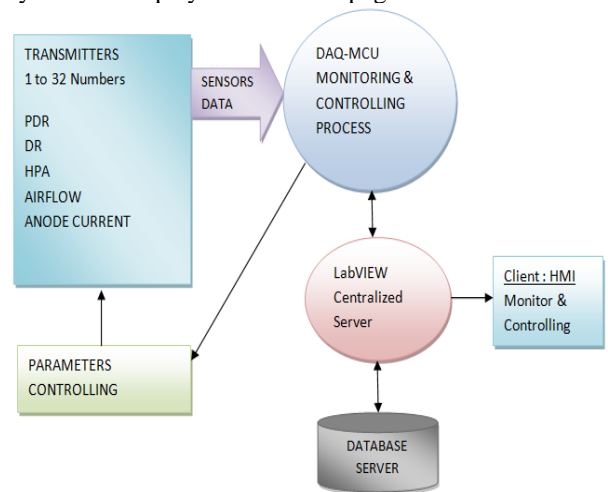 TRANSMITTERS
1 to 32 Numbers
PDR
DR
HPA
AIRFLOW
ANODE CURRENT
SENSORS
DATA
DAQ-MCU
MONITORING &
CONTROLLING
PROCESS
LabVIEW
Centralized
Server
Client : HMI
Monitor &
Controlling
PARAMETERS
CONTROLLING
DATABASE
SERVER